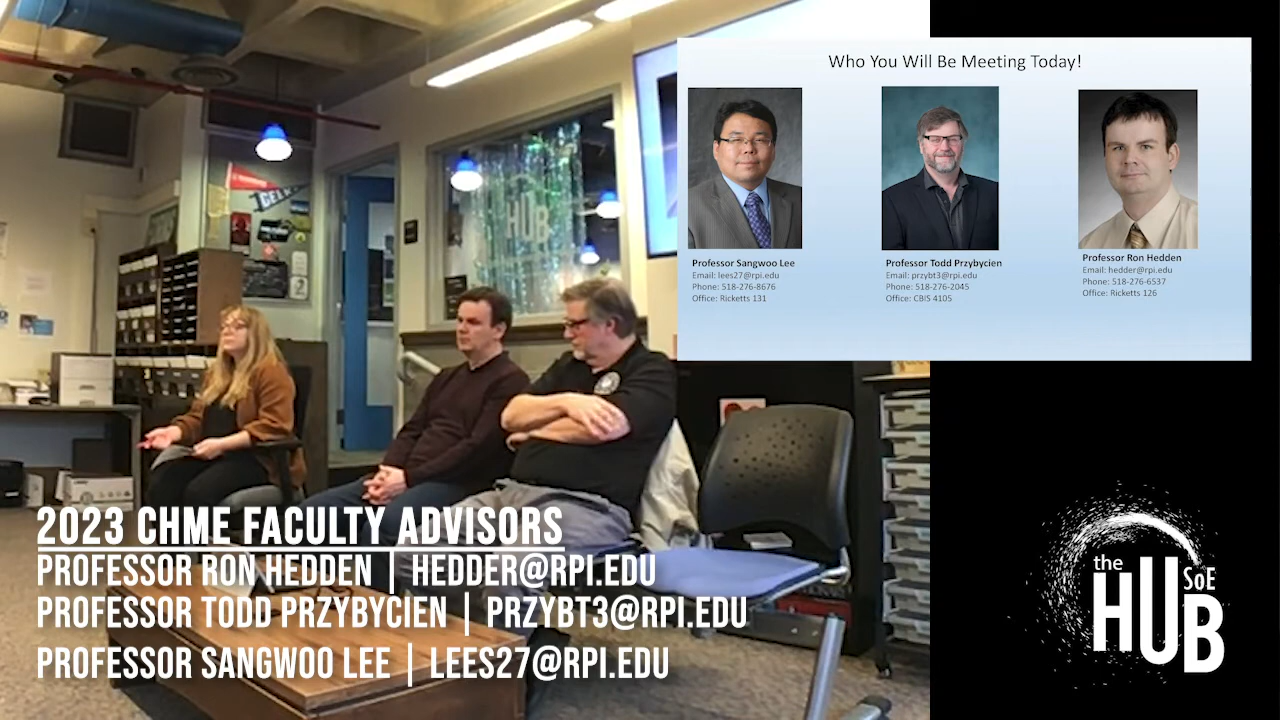 Who You Will Be Meeting Today!
Professor Sangwoo Lee
Email: lees27@rpi.edu
Phone: 518-276-8676
Office: Ricketts 131
Professor Todd Przybycien
Email: przybt3@rpi.edu
Phone: 518-276-2045
Office: CBIS 4105
Professor Ron Hedden
Email: hedder@rpi.edu
Phone: 518-276-6537
Office: Ricketts 126
HUB
2023 CHME FACULTY ADVISORS
PROFESSOR RON HEDDEN | HEDDER@RPI.EDU
PROFESSOR TODD PRZYBYCIEN | PRZYBT3@RPI.EDU
PROFESSOR SANGWOO LEE | LEES27@RPI.EDU
the
HUB
SoE